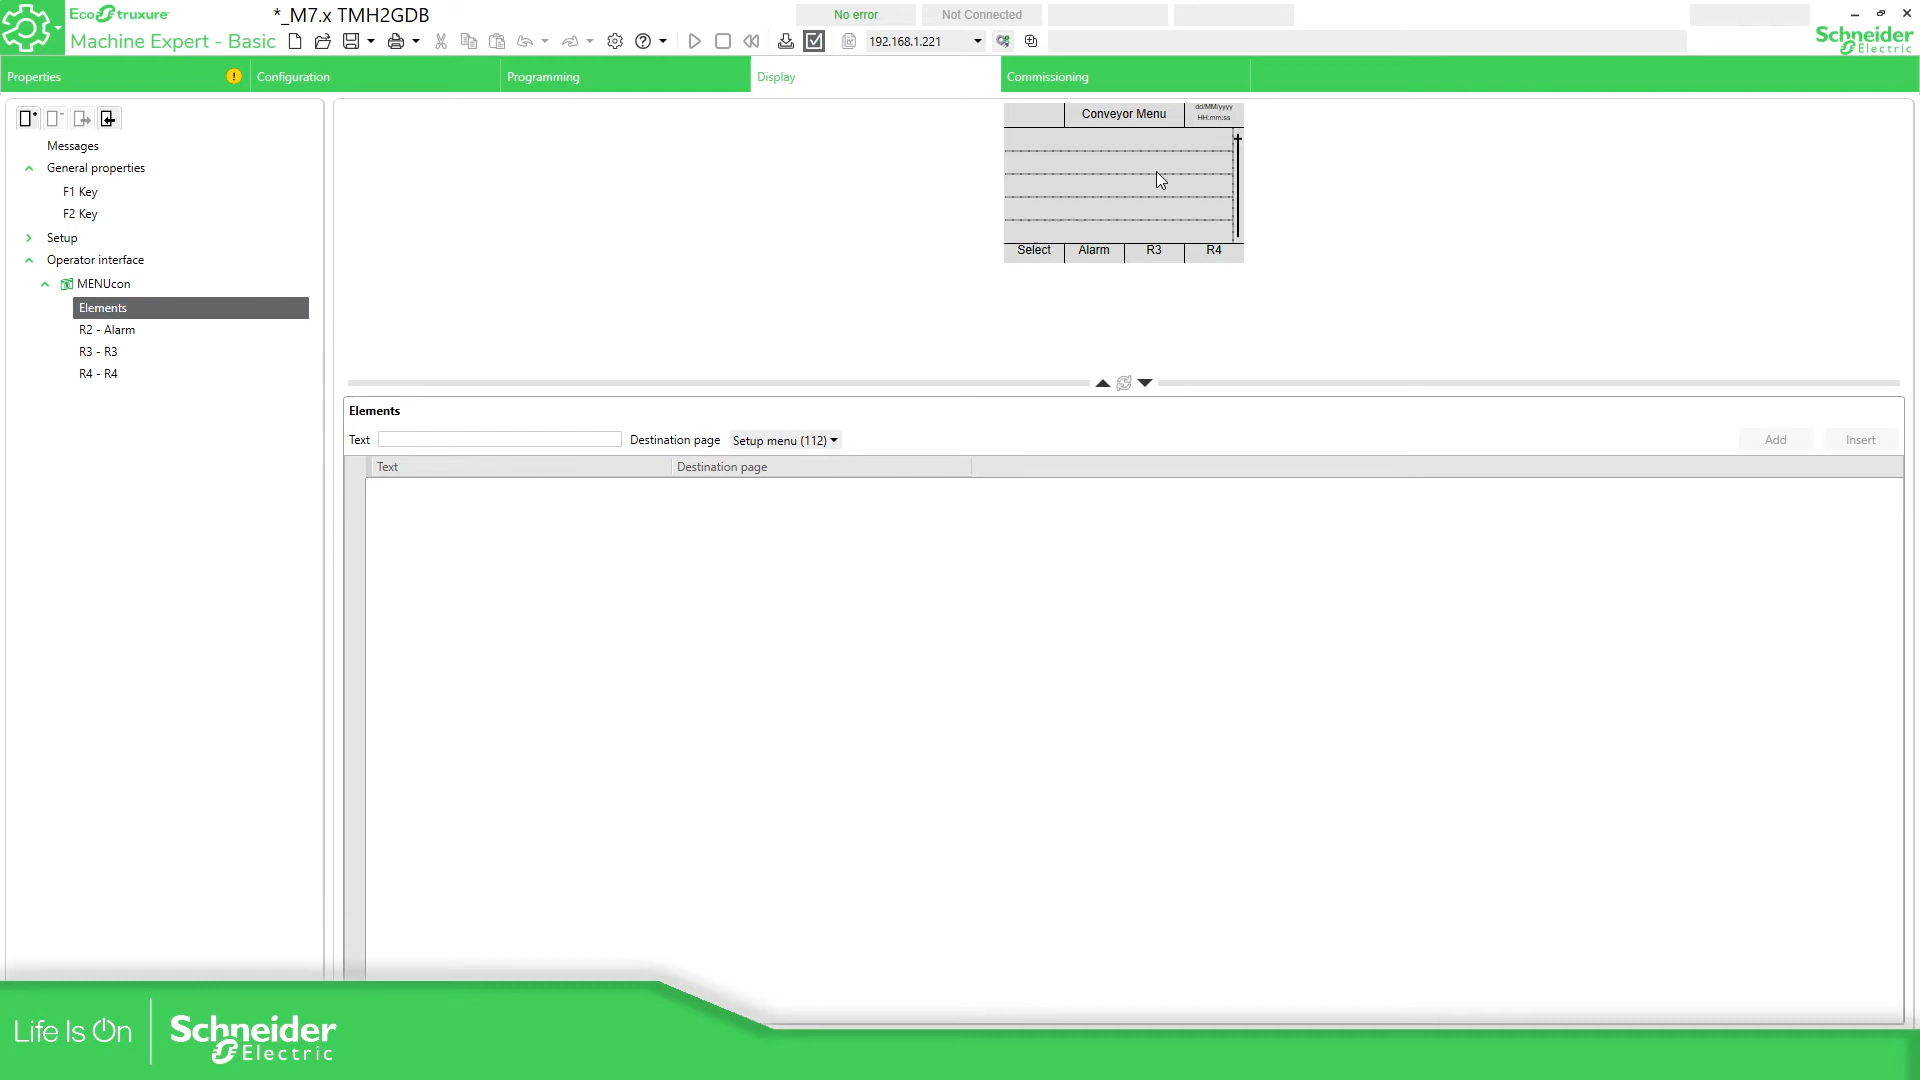 EcoStruxure
*_M7.x TMH2GDB
No error
Not Connected
Machine Expert - Basic
192.168.1.221
Schneider
Electric
Properties
Configuration
Programming
Display
Commissioning
Conveyor Menu
dd/MM/yyyy
HH:mm:ss
Select
Alarm
R3
R4
Messages
General properties
F1 Key
F2 Key
Setup
Operator interface
MENUcon
Elements
R2 - Alarm
R3 - R3
R4 - R4
Elements
Text
Destination page
Setup menu (112)
Add
Insert
Text
Destination page
Life Is On
Schneider
Electric